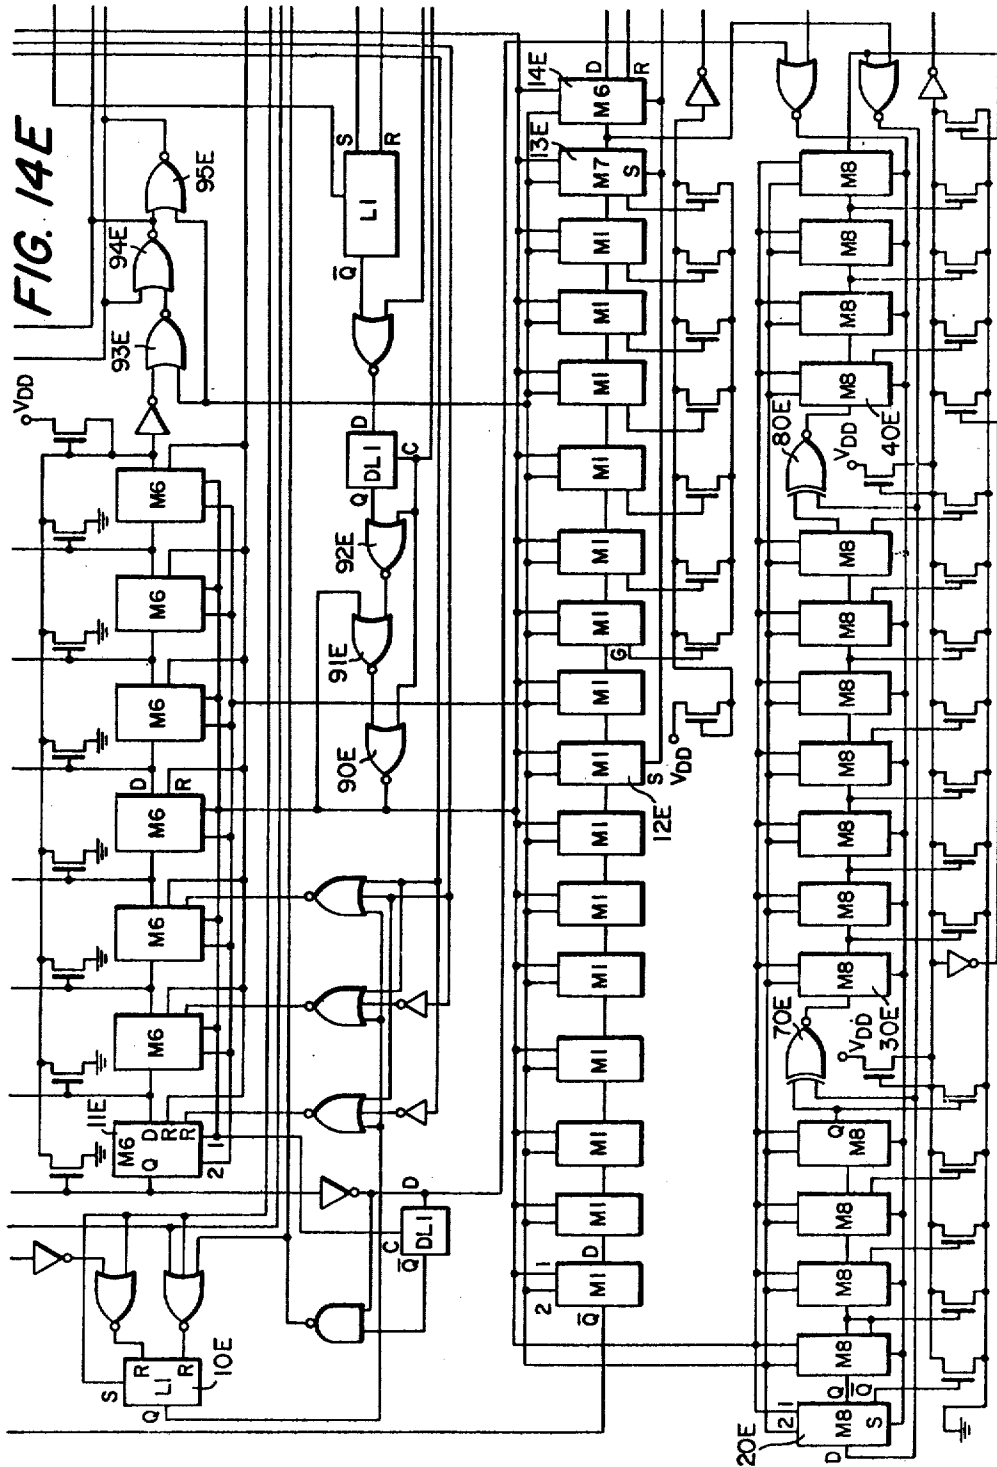 FIG. 14E
VDD
93E
94E
95E
11E
M6
D
Q
R
R
1
2
M6
M6
M6
D
R
M6
M6
M6
S
R
L1
R
Q
10E
90E
91E
92E
Q
DL1
D
C
Q̅
L1
S
R
C
D
Q̅
DL1
2
1
Q̅
M1
D
M1
M1
M1
M1
M1
M1
M1
S
12E
M1
M1
G
M1
M1
M1
M1
M1
13E
M7
S
14E
M6
D
R
VDD
20E
2
1
D
M8
S
Q
Q̅
M8
M8
M8
M8
Q
70E
VDD
M8
30E
M8
M8
M8
M8
M8
M8
80E
VDD
M8
40E
M8
M8
M8